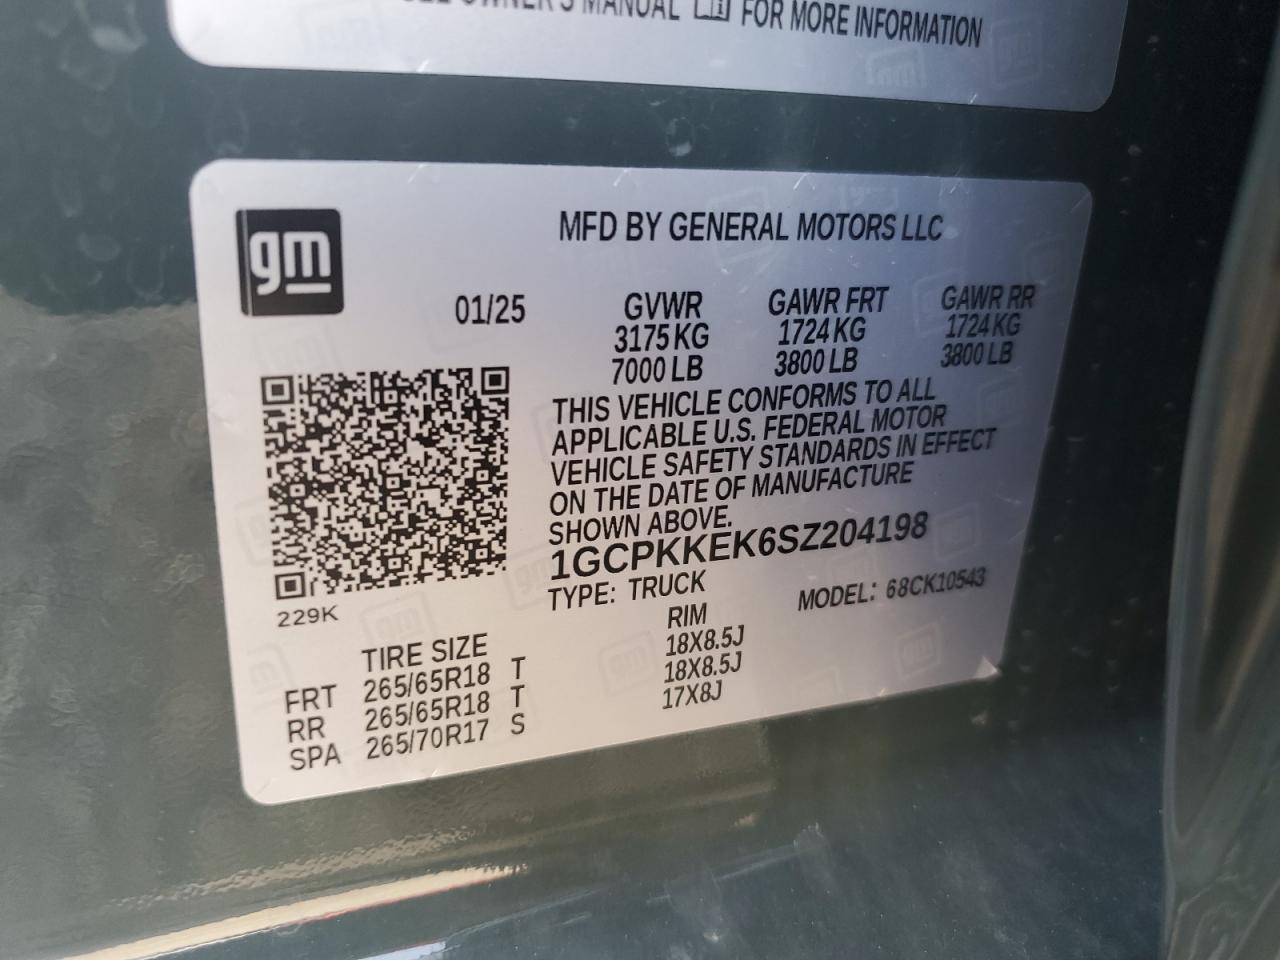 OWNER'S MANUAL FOR MORE INFORMATION
gm
MFD BY GENERAL MOTORS LLC
01/25 GVWR GAWR FRT GAWR RR
3175 KG 1724 KG 1724 KG
7000 LB 3800 LB 3800 LB
THIS VEHICLE CONFORMS TO ALL
APPLICABLE U.S. FEDERAL MOTOR
VEHICLE SAFETY STANDARDS IN EFFECT
ON THE DATE OF MANUFACTURE
SHOWN ABOVE.
1GCPKKEK6SZ204198
TYPE: TRUCK MODEL: 68CK10543
229K
TIRE SIZE RIM
FRT 265/65R18 T 18X8.5J
RR 265/65R18 T 18X8.5J
SPA 265/70R17 S 17X8J